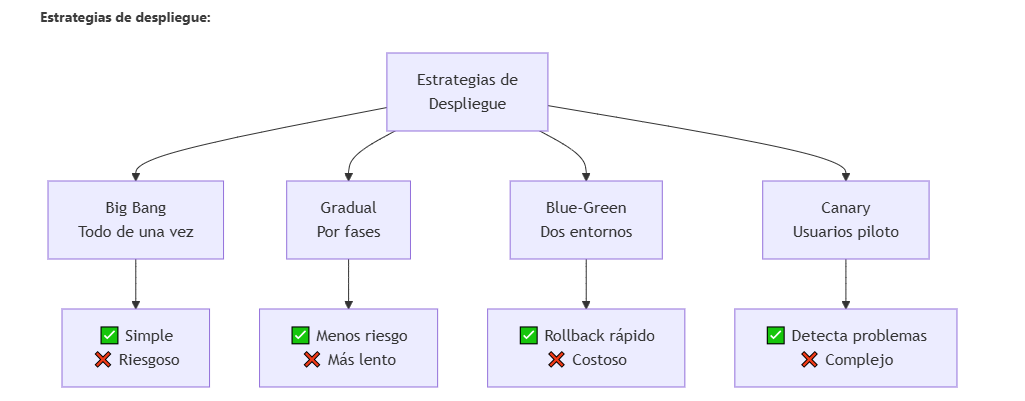 Estrategias de despliegue:
Estrategias de
Despliegue
Big Bang
Todo de una vez
Gradual
Por fases
Blue-Green
Dos entornos
Canary
Usuarios piloto
✅ Simple
❌ Riesgoso
✅ Menos riesgo
❌ Más lento
✅ Rollback rápido
❌ Costoso
✅ Detecta problemas
❌ Complejo